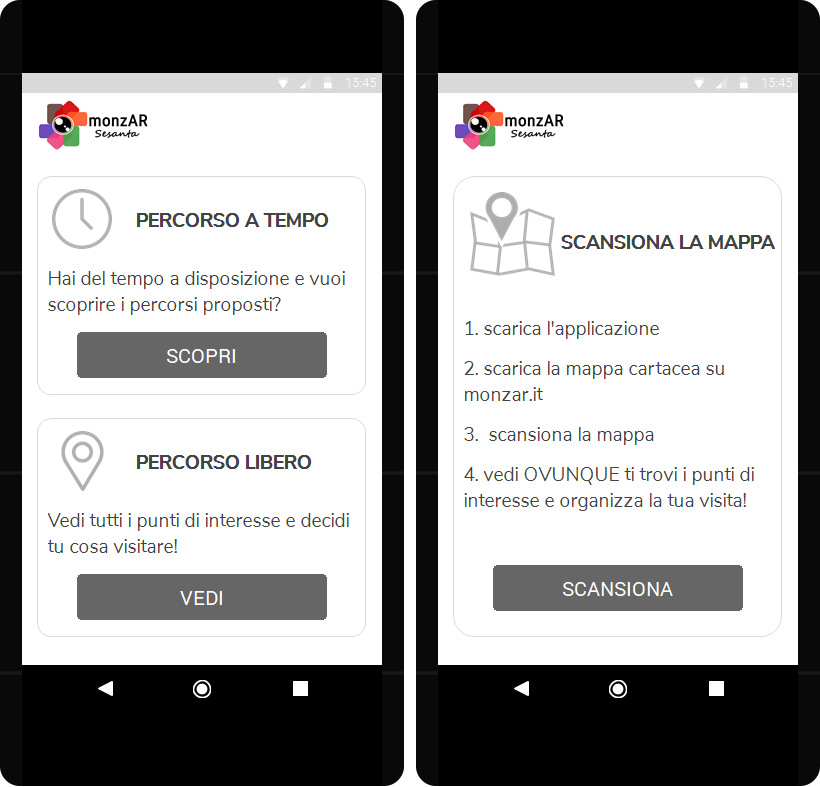 15:45
monzAR
Sesanta
PERCORSO A TEMPO
Hai del tempo a disposizione e vuoi
scoprire i percorsi proposti?
SCOPRI
PERCORSO LIBERO
Vedi tutti i punti di interesse e decidi
tu cosa visitare!
VEDI
15:45
monzAR
Sesanta
SCANSIONA LA MAPPA
1. scarica l'applicazione
2. scarica la mappa cartacea su
monzar.it
3.  scansiona la mappa
4. vedi OVUNQUE ti trovi i punti di
interesse e organizza la tua visita!
SCANSIONA